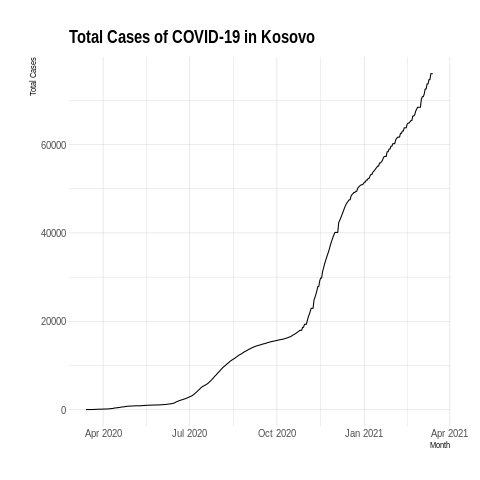 Total Cases of COVID-19 in Kosovo
Total Cases
60000
40000
20000
0
Apr 2020 Jul 2020 Oct 2020 Jan 2021 Apr 2021
Month